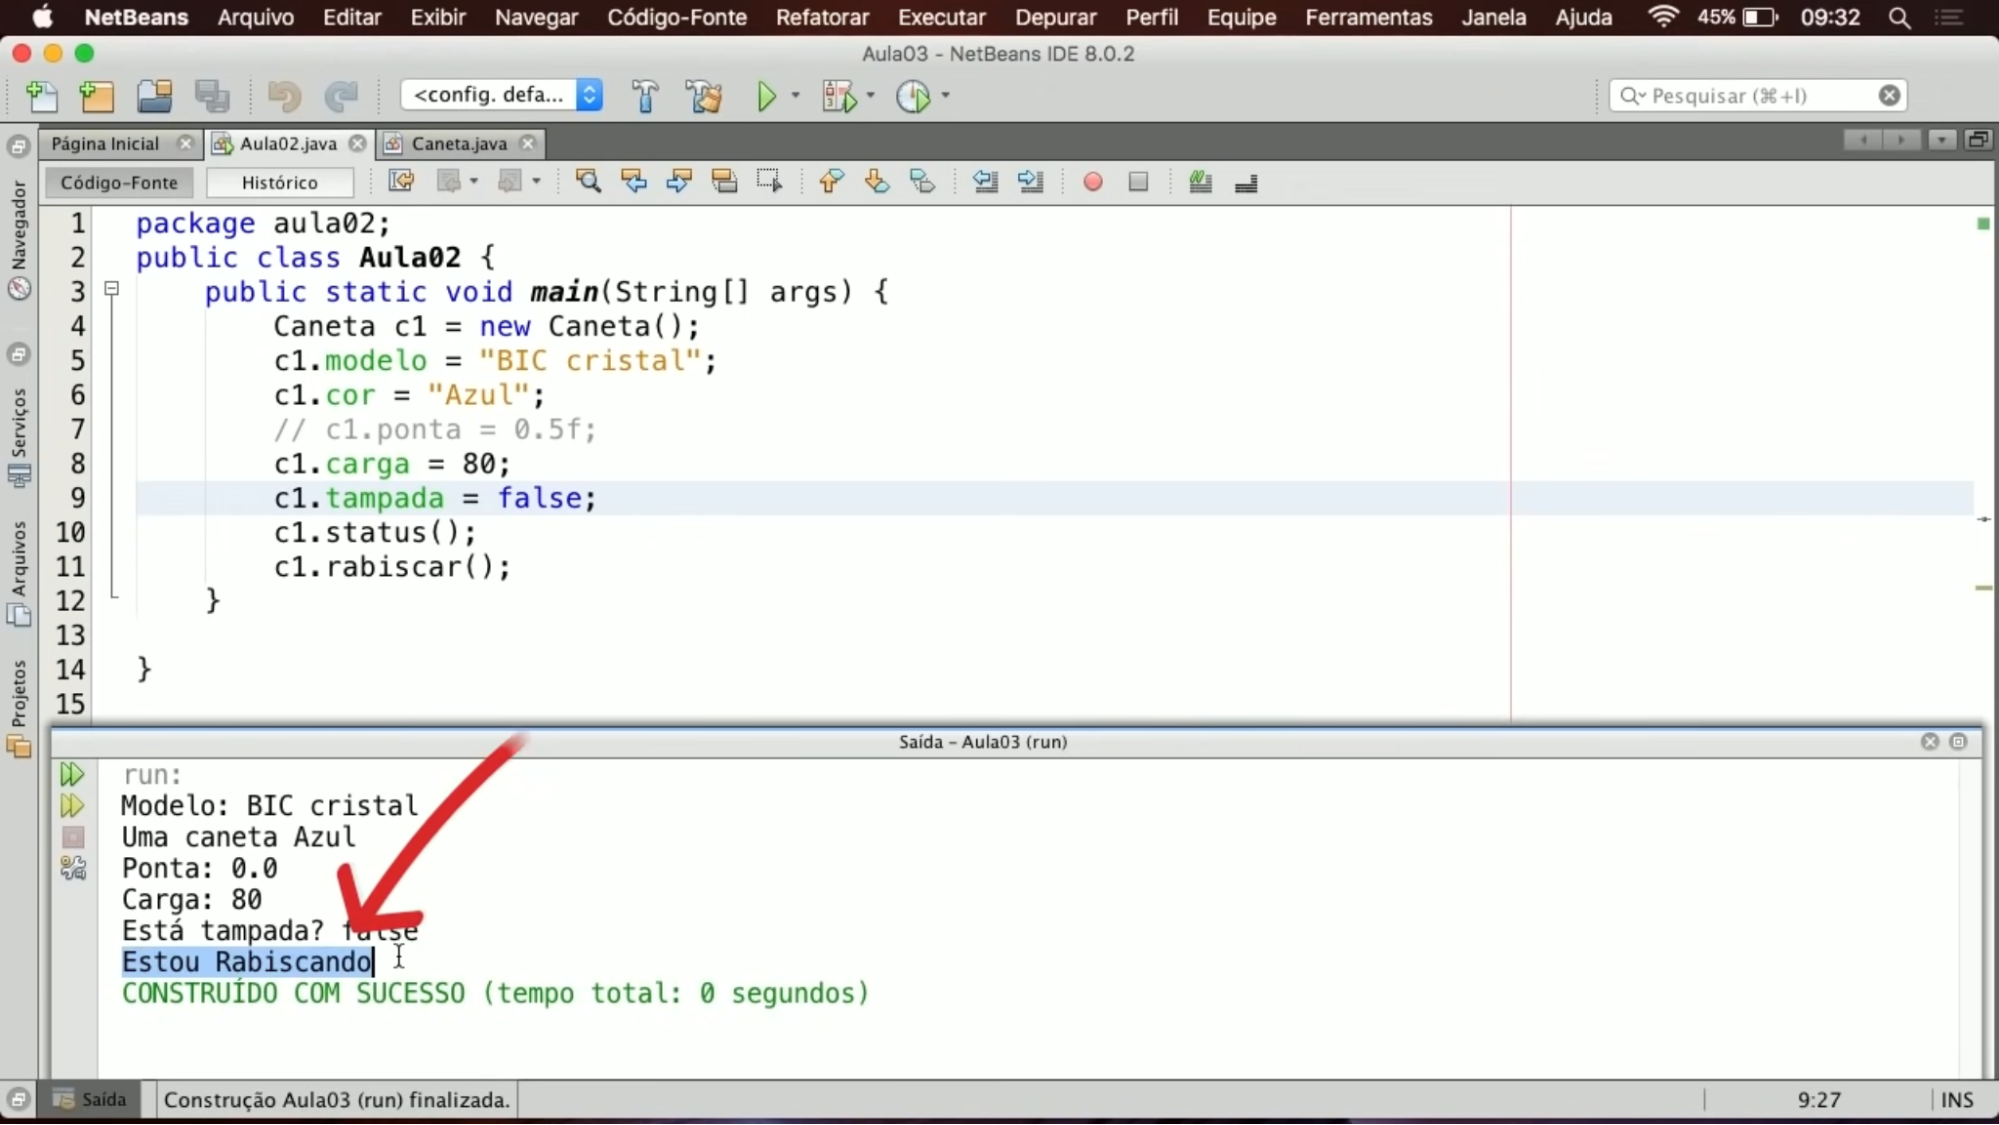 NetBeans Arquivo Editar Exibir Navegar Código-Fonte Refatorar Executar Depurar Perfil Equipe Ferramentas Janela Ajuda 45% 09:32
Aula03 - NetBeans IDE 8.0.2
<config. defa... Pesquisar (⌘+I)
Página Inicial Aula02.java Caneta.java
Código-Fonte Histórico
Navegador
Serviços
Arquivos
Projetos
1 package aula02;
2 public class Aula02 {
3 public static void main(String[] args) {
4 Caneta c1 = new Caneta();
5 c1.modelo = "BIC cristal";
6 c1.cor = "Azul";
7 // c1.ponta = 0.5f;
8 c1.carga = 80;
9 c1.tampada = false;
10 c1.status();
11 c1.rabiscar();
12 }
13
14 }
15
Saída - Aula03 (run)
run:
Modelo: BIC cristal
Uma caneta Azul
Ponta: 0.0
Carga: 80
Está tampada? false
Estou Rabiscando
CONSTRUÍDO COM SUCESSO (tempo total: 0 segundos)
Saída Construção Aula03 (run) finalizada. 9:27 INS